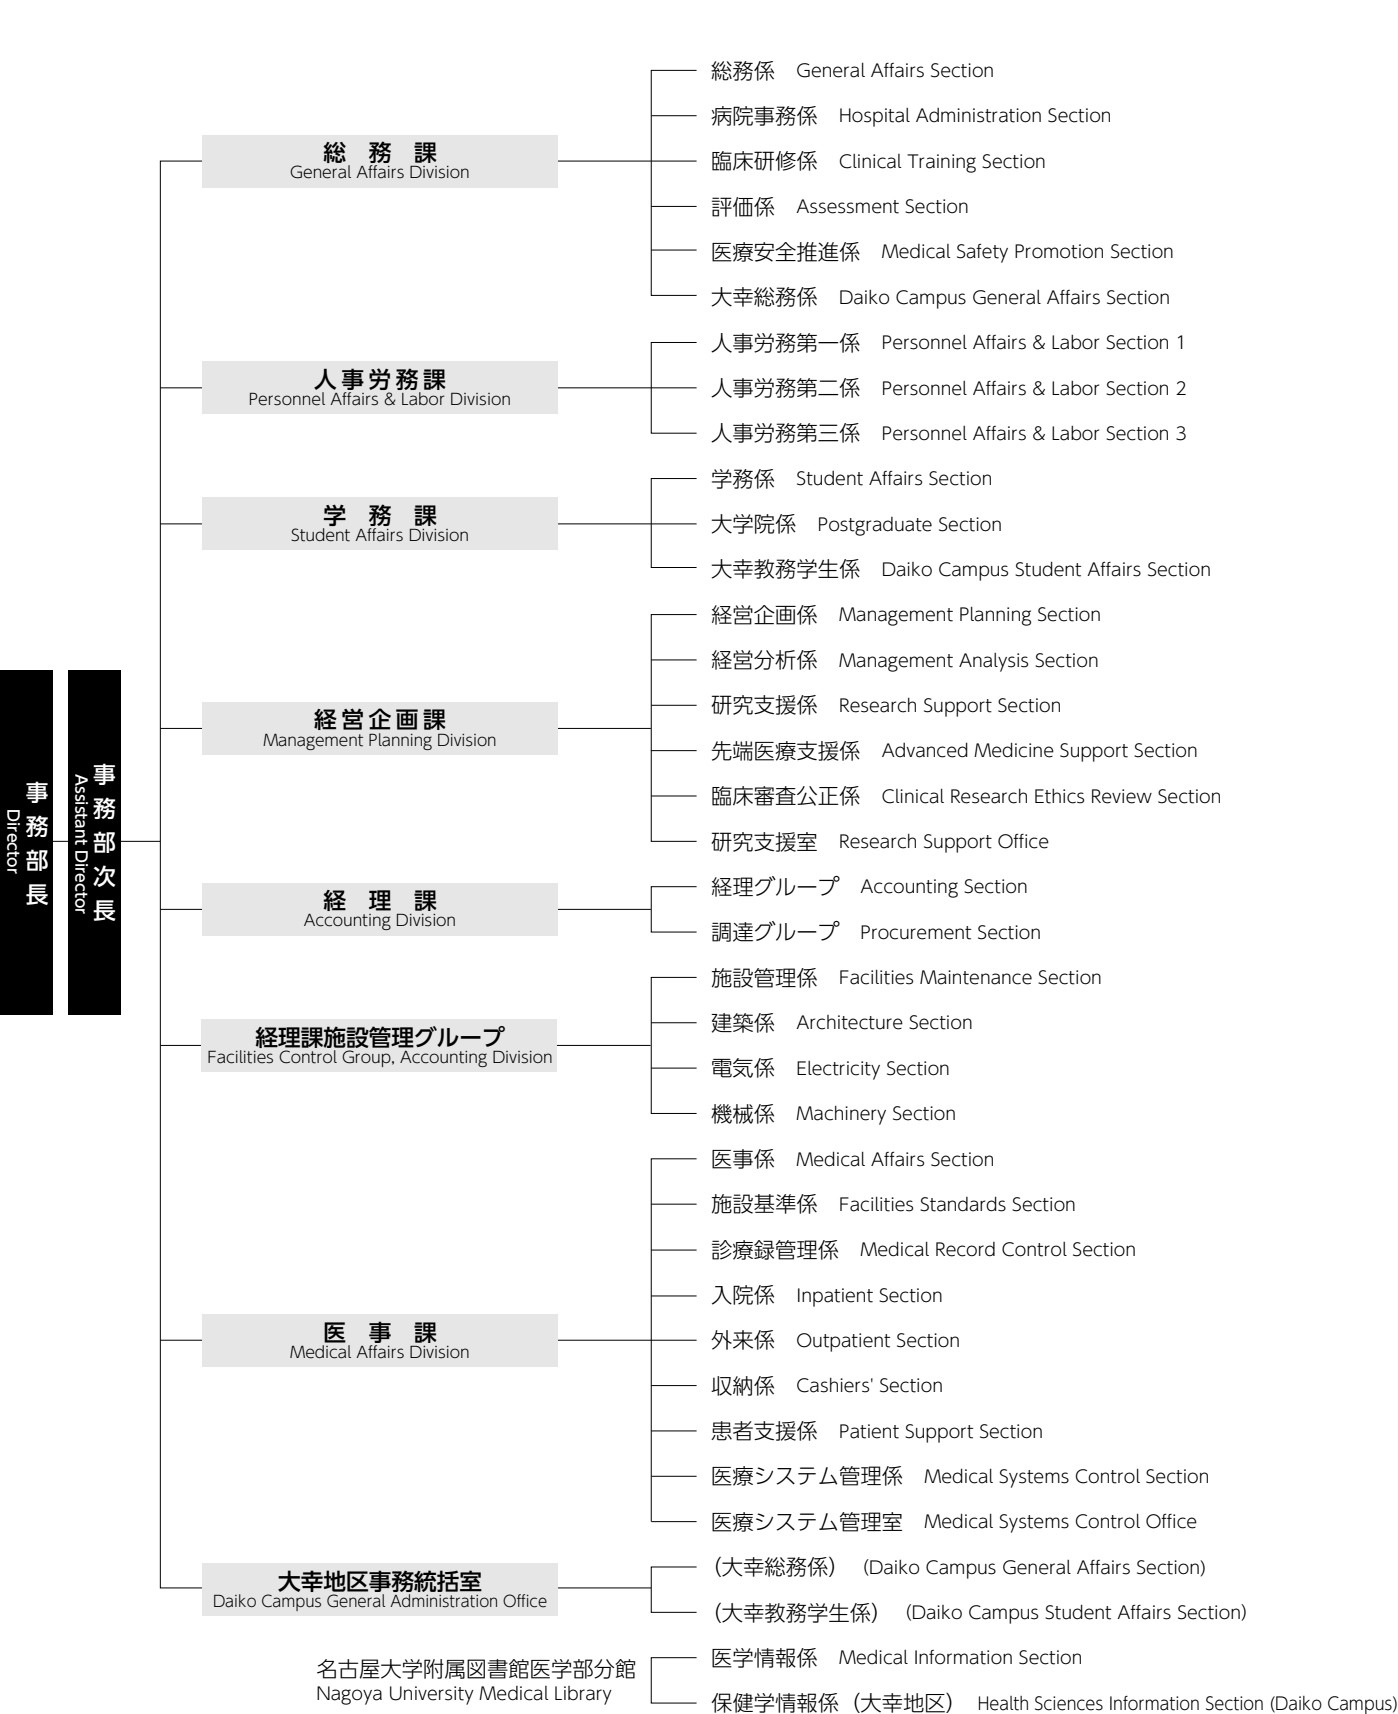 事務部長
Director
事務部次長
Assistant Director
総務課
General Affairs Division
総務係 General Affairs Section
病院事務係 Hospital Administration Section
臨床研修係 Clinical Training Section
評価係 Assessment Section
医療安全推進係 Medical Safety Promotion Section
大幸総務係 Daiko Campus General Affairs Section
人事労務課
Personnel Affairs & Labor Division
人事労務第一係 Personnel Affairs & Labor Section 1
人事労務第二係 Personnel Affairs & Labor Section 2
人事労務第三係 Personnel Affairs & Labor Section 3
学務課
Student Affairs Division
学務係 Student Affairs Section
大学院係 Postgraduate Section
大幸教務学生係 Daiko Campus Student Affairs Section
経営企画課
Management Planning Division
経営企画係 Management Planning Section
経営分析係 Management Analysis Section
研究支援係 Research Support Section
先端医療支援係 Advanced Medicine Support Section
臨床審査公正係 Clinical Research Ethics Review Section
研究支援室 Research Support Office
経理課
Accounting Division
経理グループ Accounting Section
調達グループ Procurement Section
経理課施設管理グループ
Facilities Control Group, Accounting Division
施設管理係 Facilities Maintenance Section
建築係 Architecture Section
電気係 Electricity Section
機械係 Machinery Section
医事課
Medical Affairs Division
医事係 Medical Affairs Section
施設基準係 Facilities Standards Section
診療録管理係 Medical Record Control Section
入院係 Inpatient Section
外来係 Outpatient Section
収納係 Cashiers' Section
患者支援係 Patient Support Section
医療システム管理係 Medical Systems Control Section
医療システム管理室 Medical Systems Control Office
大幸地区事務統括室
Daiko Campus General Administration Office
（大幸総務係） (Daiko Campus General Affairs Section)
（大幸教務学生係） (Daiko Campus Student Affairs Section)
名古屋大学附属図書館医学部分館
Nagoya University Medical Library
医学情報係 Medical Information Section
保健学情報係（大幸地区） Health Sciences Information Section (Daiko Campus)